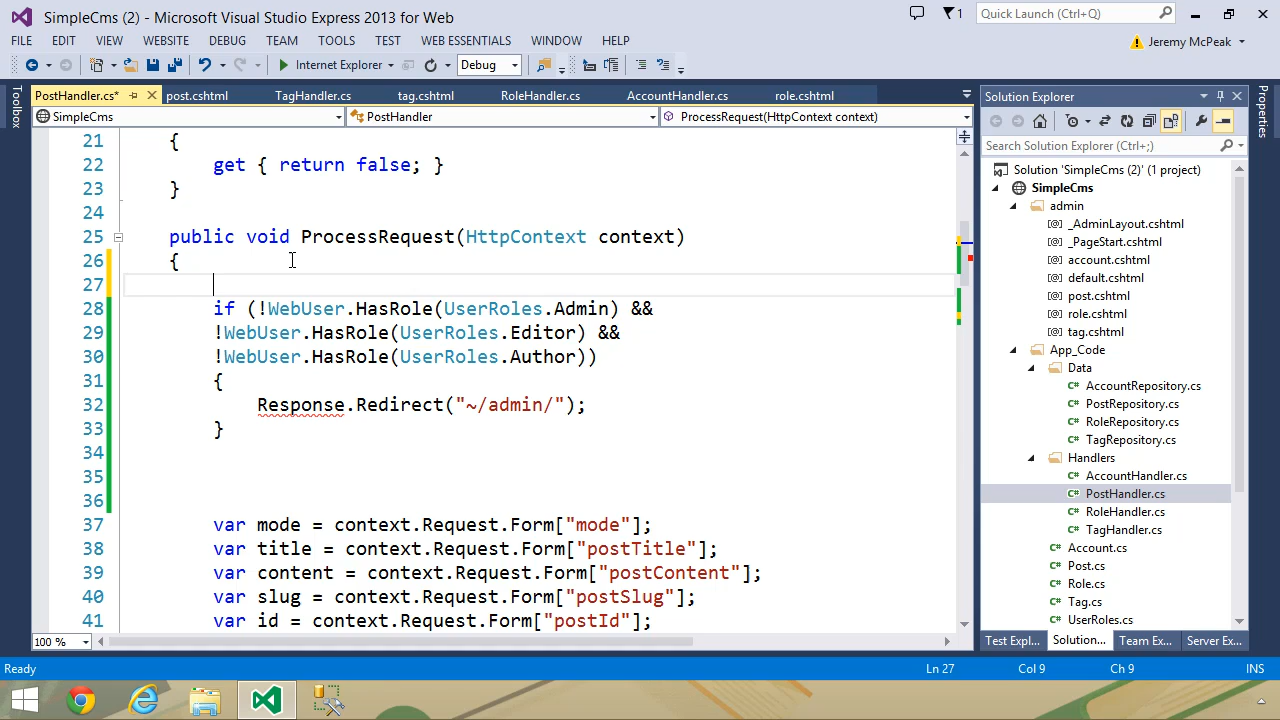 SimpleCms (2) - Microsoft Visual Studio Express 2013 for Web
1
Quick Launch (Ctrl+Q)
FILE EDIT VIEW WEBSITE DEBUG TEAM TOOLS TEST WEB ESSENTIALS WINDOW HELP
Jeremy McPeak
Internet Explorer Debug
Toolbox
PostHandler.cs* post.cshtml TagHandler.cs tag.cshtml RoleHandler.cs AccountHandler.cs role.cshtml
SimpleCms PostHandler ProcessRequest(HttpContext context)
21 {
22 get { return false; }
23 }
24
25 public void ProcessRequest(HttpContext context)
26 {
27
28 if (!WebUser.HasRole(UserRoles.Admin) &&
29 !WebUser.HasRole(UserRoles.Editor) &&
30 !WebUser.HasRole(UserRoles.Author))
31 {
32 Response.Redirect("~/admin/");
33 }
34
35
36
37 var mode = context.Request.Form["mode"];
38 var title = context.Request.Form["postTitle"];
39 var content = context.Request.Form["postContent"];
40 var slug = context.Request.Form["postSlug"];
41 var id = context.Request.Form["postId"];
100 %
Solution Explorer
Search Solution Explorer (Ctrl+;)
Solution 'SimpleCms (2)' (1 project)
SimpleCms
admin
_AdminLayout.cshtml
_PageStart.cshtml
account.cshtml
default.cshtml
post.cshtml
role.cshtml
tag.cshtml
App_Code
Data
AccountRepository.cs
PostRepository.cs
RoleRepository.cs
TagRepository.cs
Handlers
AccountHandler.cs
PostHandler.cs
RoleHandler.cs
TagHandler.cs
Account.cs
Post.cs
Role.cs
Tag.cs
UserRoles.cs
Test Expl... Solution... Team Ex... Server Ex...
Properties
Ready Ln 27 Col 9 Ch 9 INS